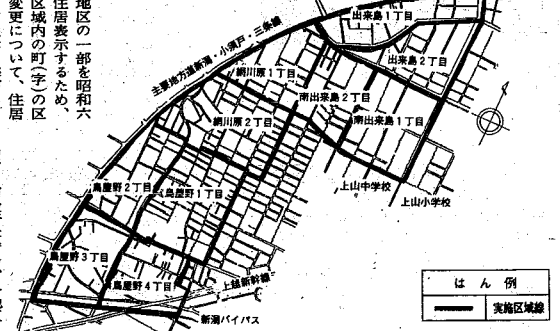 地区の一部を昭和六
住居表示するため、
区域内の町(字)の区
変更について、住居
出来島1丁目
出来島2丁目
主要地方道新潟・小須戸・三条線
網川原1丁目
南出来島2丁目
南出来島1丁目
網川原2丁目
上山中学校
上山小学校
鳥屋野2丁目
鳥屋野1丁目
鳥屋野3丁目
鳥屋野4丁目
上越新幹線
新潟バイパス
はん例
実施区域線